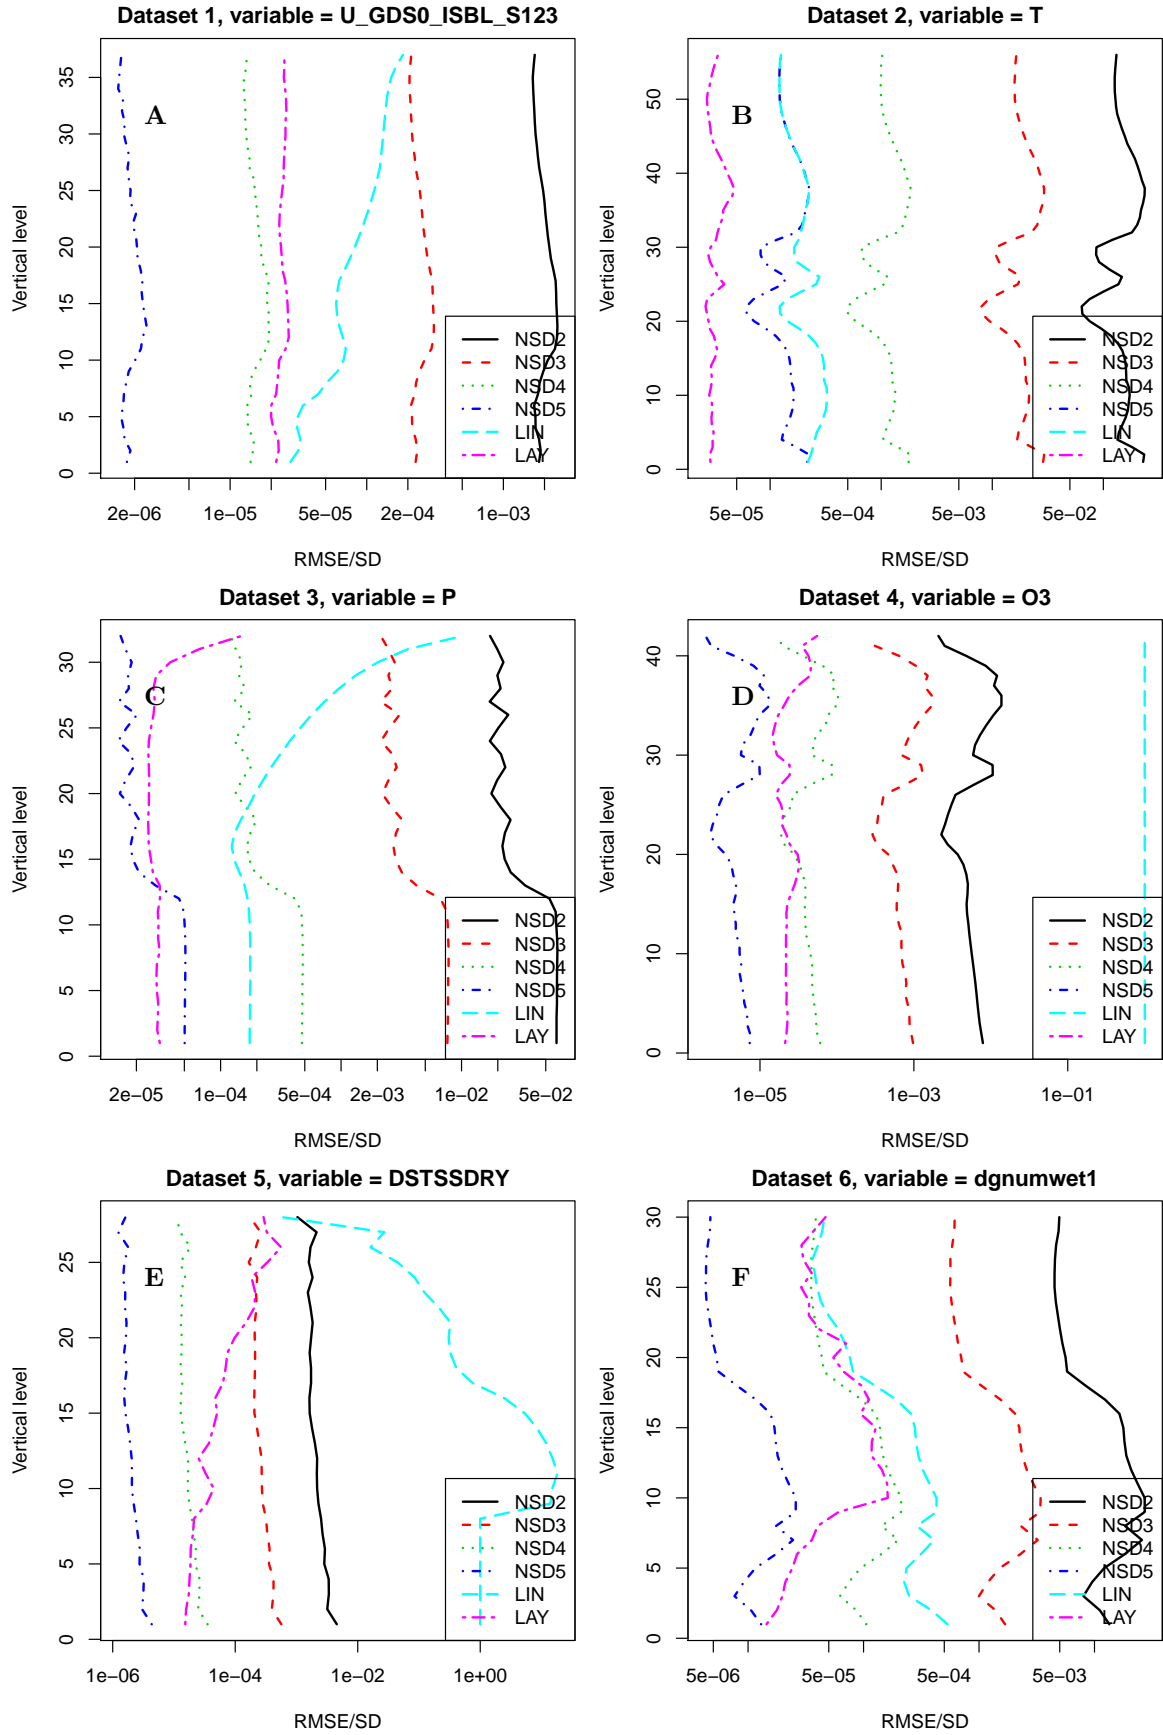 Dataset 1, variable = U_GDS0_ISBL_S123
A
Vertical level
0
5
10
15
20
25
30
35
NSD2
NSD3
NSD4
NSD5
LIN
LAY
2e−06
1e−05
5e−05
2e−04
1e−03
RMSE/SD
Dataset 2, variable = T
B
Vertical level
0
10
20
30
40
50
NSD2
NSD3
NSD4
NSD5
LIN
LAY
5e−05
5e−04
5e−03
5e−02
RMSE/SD
Dataset 3, variable = P
C
Vertical level
0
5
10
15
20
25
30
NSD2
NSD3
NSD4
NSD5
LIN
LAY
2e−05
1e−04
5e−04
2e−03
1e−02
5e−02
RMSE/SD
Dataset 4, variable = O3
D
Vertical level
0
10
20
30
40
NSD2
NSD3
NSD4
NSD5
LIN
LAY
1e−05
1e−03
1e−01
RMSE/SD
Dataset 5, variable = DSTSSDRY
E
Vertical level
0
5
10
15
20
25
NSD2
NSD3
NSD4
NSD5
LIN
LAY
1e−06
1e−04
1e−02
1e+00
RMSE/SD
Dataset 6, variable = dgnumwet1
F
Vertical level
0
5
10
15
20
25
30
NSD2
NSD3
NSD4
NSD5
LIN
LAY
5e−06
5e−05
5e−04
5e−03
RMSE/SD